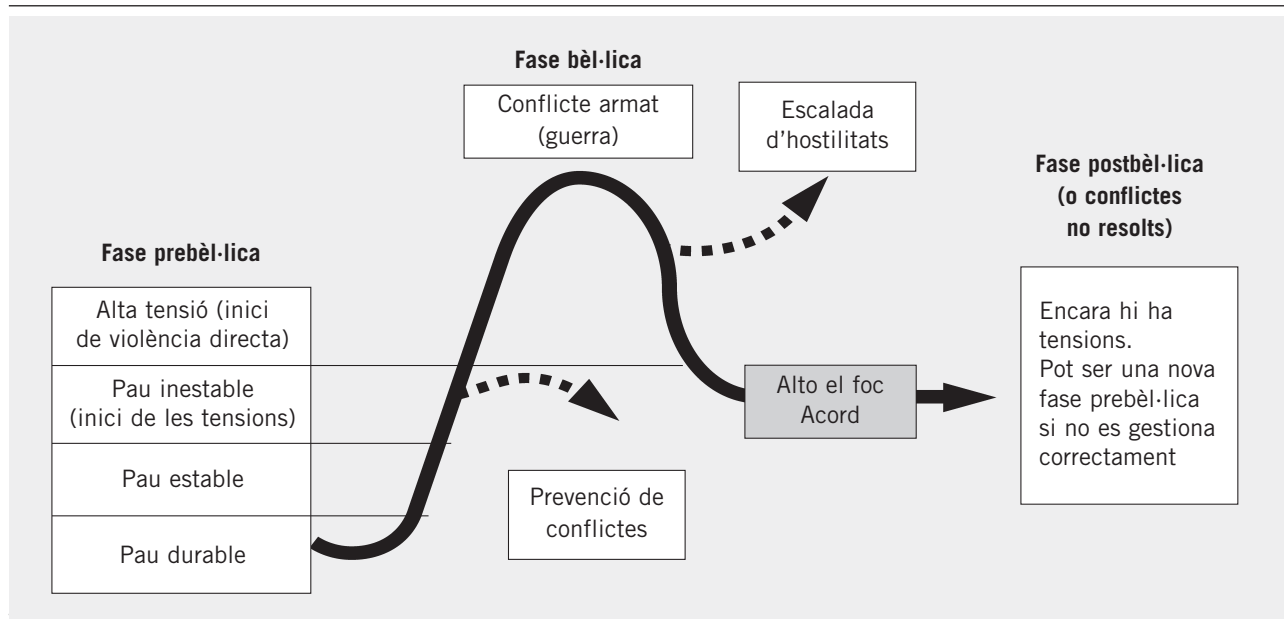 Fase prebèl·lica
Alta tensió (inici
de violència directa)
Pau inestable
(inici de les tensions)
Pau estable
Pau durable
Fase bèl·lica
Conflicte armat
(guerra)
Escalada
d’hostilitats
Prevenció de
conflictes
Alto el foc
Acord
Fase postbèl·lica
(o conflictes
no resolts)
Encara hi ha
tensions.
Pot ser una nova
fase prebèl·lica
si no es gestiona
correctament